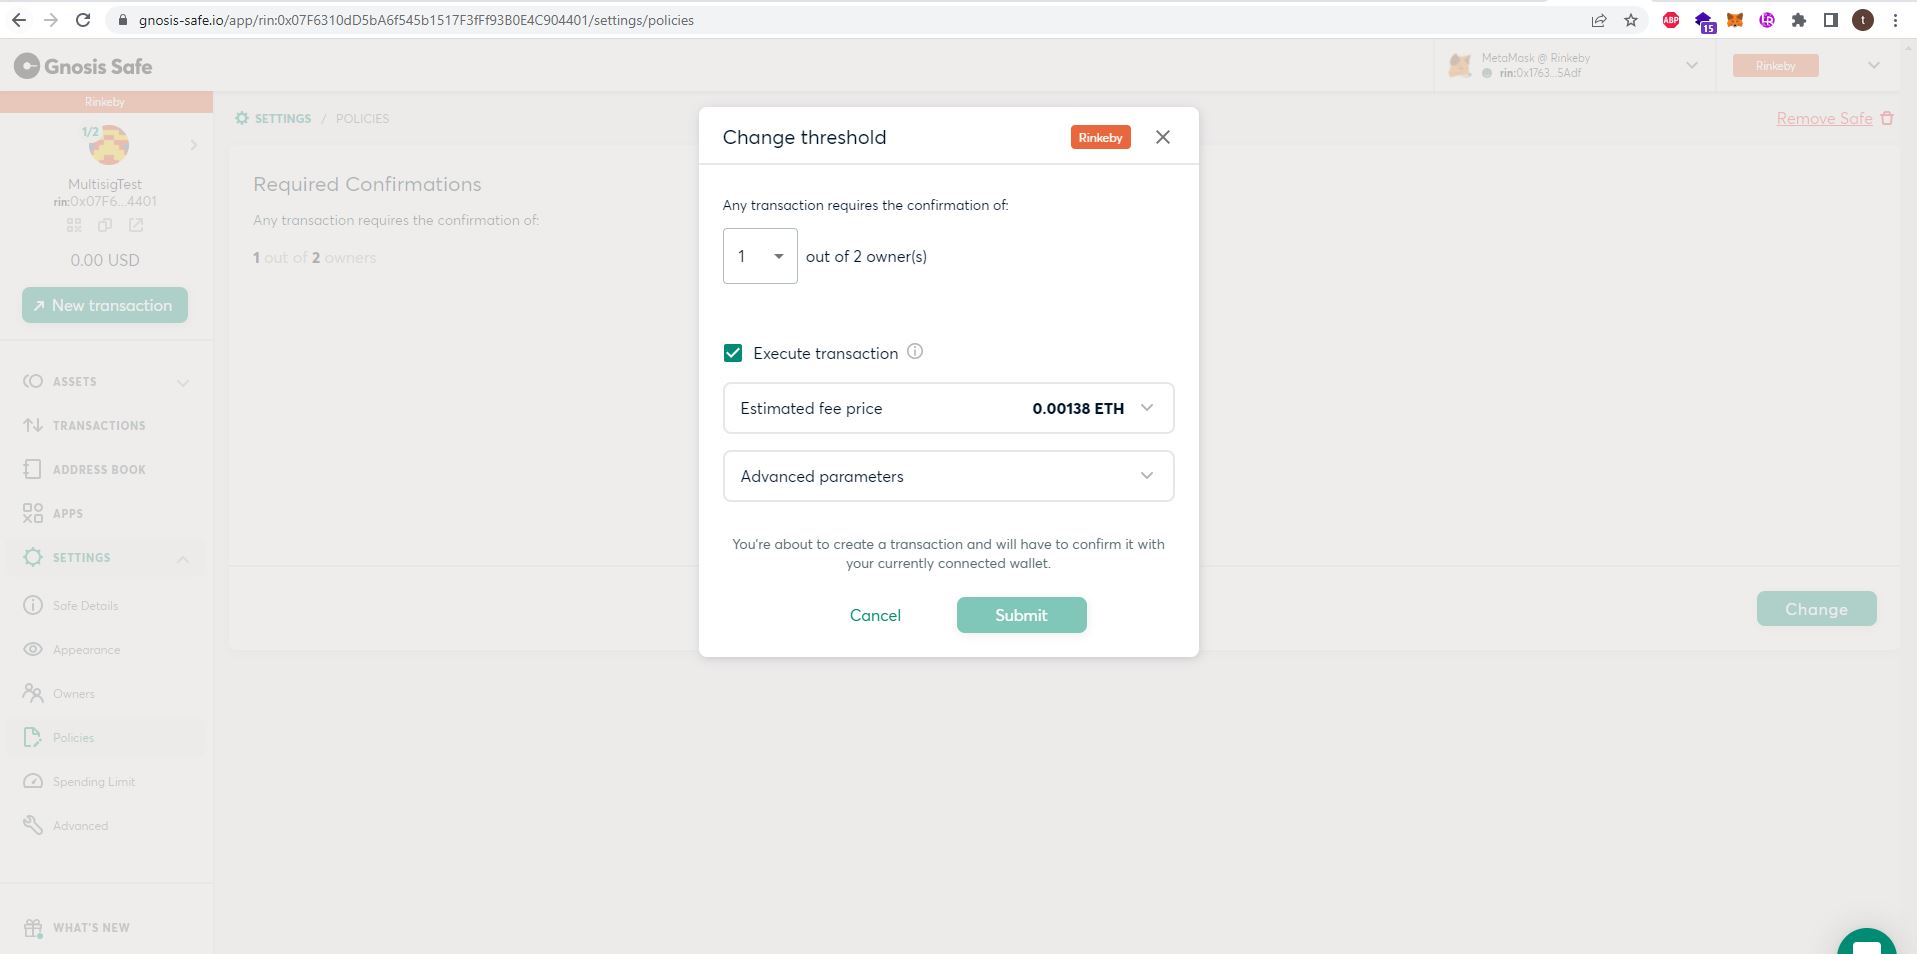 gnosis-safe.io/app/rin:0x07F6310dD5bA6f545b1517F3fFf93B0E4C904401/settings/policies
ABP
15
LR
t
Gnosis Safe
MetaMask @ Rinkeby
rin:0x1763...5Adf
Rinkeby
Rinkeby
1/2
MultisigTest
rin:0x07F6...4401
0.00 USD
New transaction
ASSETS
TRANSACTIONS
ADDRESS BOOK
APPS
SETTINGS
Safe Details
Appearance
Owners
Policies
Spending Limit
Advanced
WHAT'S NEW
SETTINGS / POLICIES
Remove Safe
Required Confirmations
Any transaction requires the confirmation of:
1 out of 2 owners
Change
Change threshold
Rinkeby
Any transaction requires the confirmation of:
1 out of 2 owner(s)
Execute transaction
Estimated fee price 0.00138 ETH
Advanced parameters
You're about to create a transaction and will have to confirm it with
your currently connected wallet.
Cancel Submit